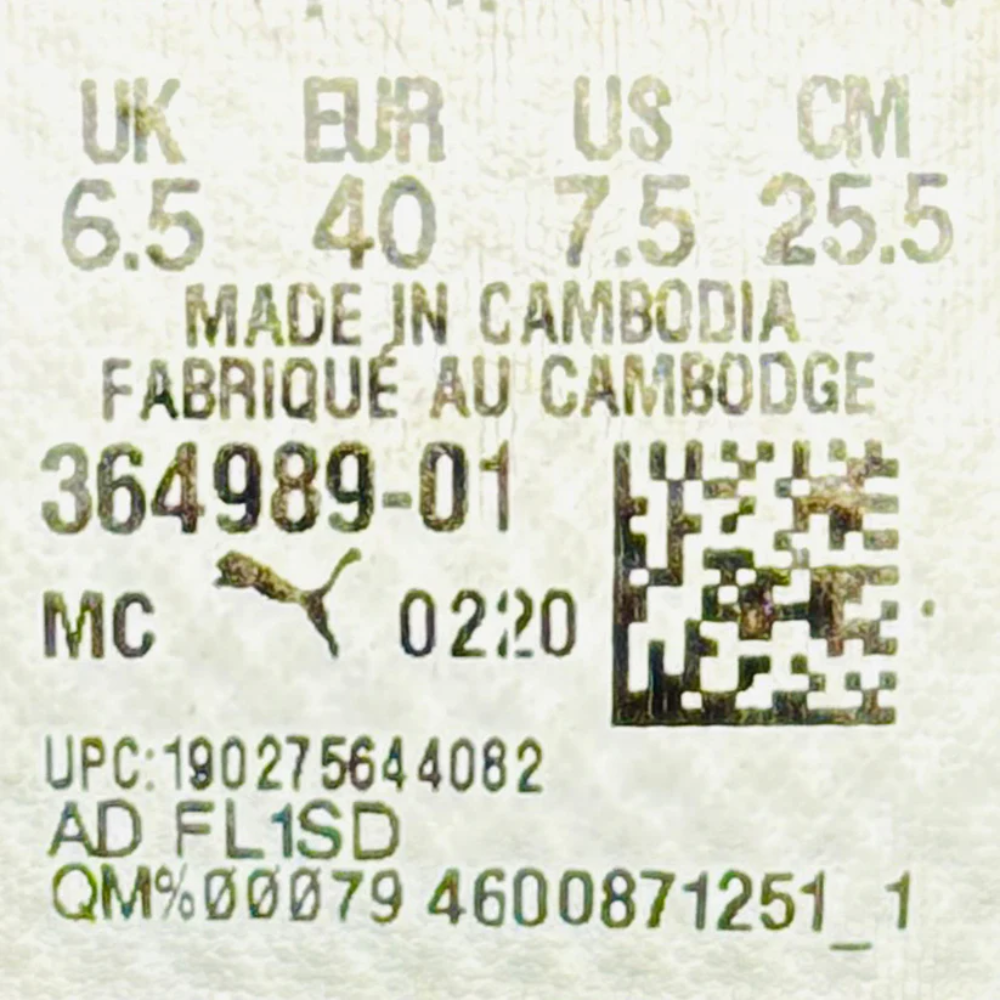 UK EUR US CM
6.5 40 7.5 25.5
MADE IN CAMBODIA
FABRIQUÉ AU CAMBODGE
364989-01
MC 0220
UPC:190275644082
AD FL1SD
QM%00079 4600871251_1